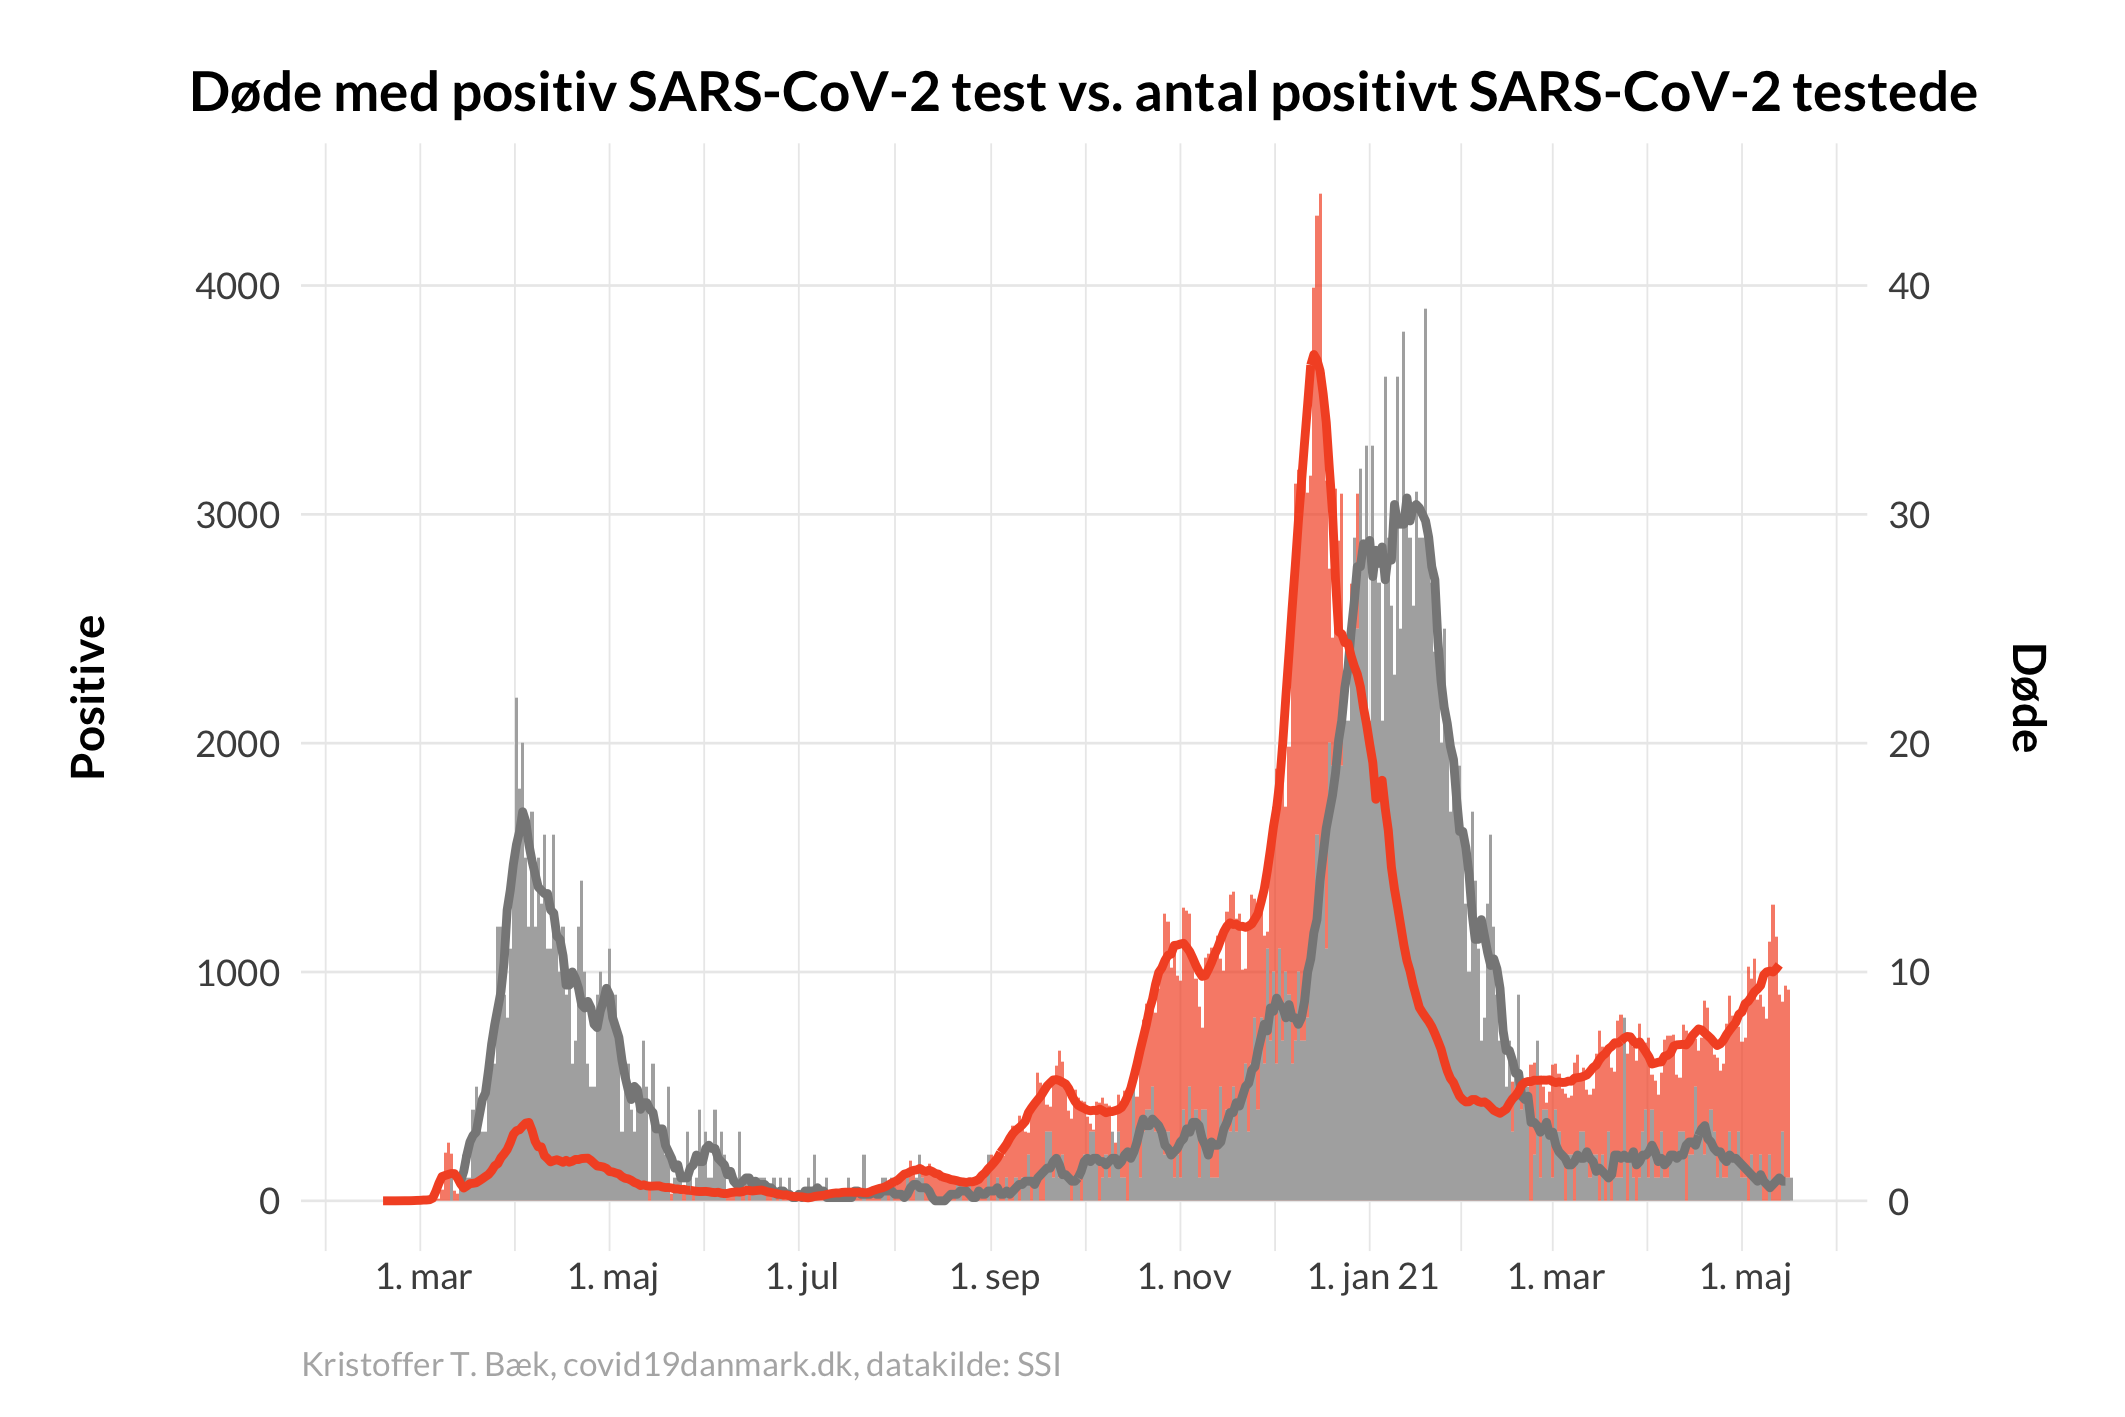 Døde med positiv SARS-CoV-2 test vs. antal positivt SARS-CoV-2 testede
Positive
4000
3000
2000
1000
0
40
30
20
10
0
Døde
1. mar
1. maj
1. jul
1. sep
1. nov
1. jan 21
1. mar
1. maj
Kristoffer T. Bæk, covid19danmark.dk, datakilde: SSI